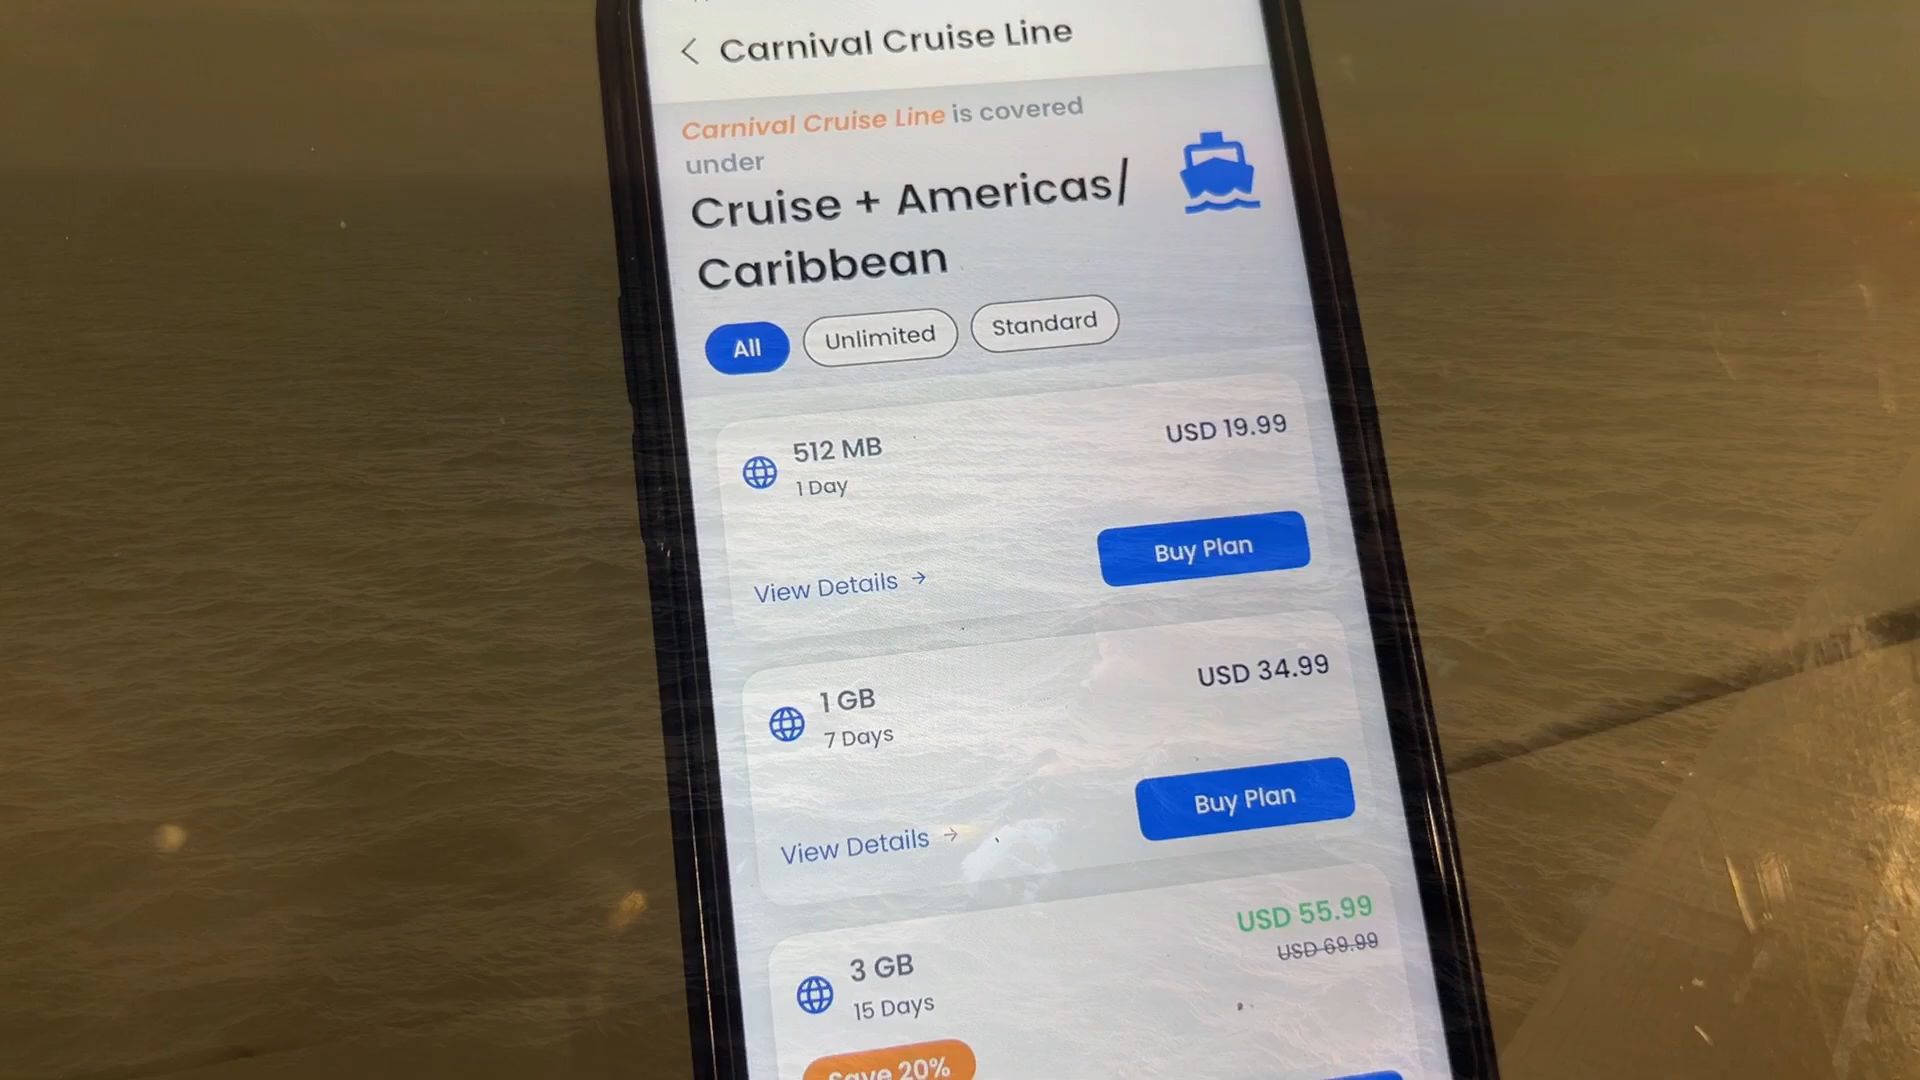 Carnival Cruise Line
Carnival Cruise Line is covered
under
Cruise + Americas/
Caribbean
All
Unlimited
Standard
512 MB
1 Day
USD 19.99
View Details
Buy Plan
1 GB
7 Days
USD 34.99
View Details
Buy Plan
3 GB
15 Days
USD 55.99
USD 69.99
Save 20%